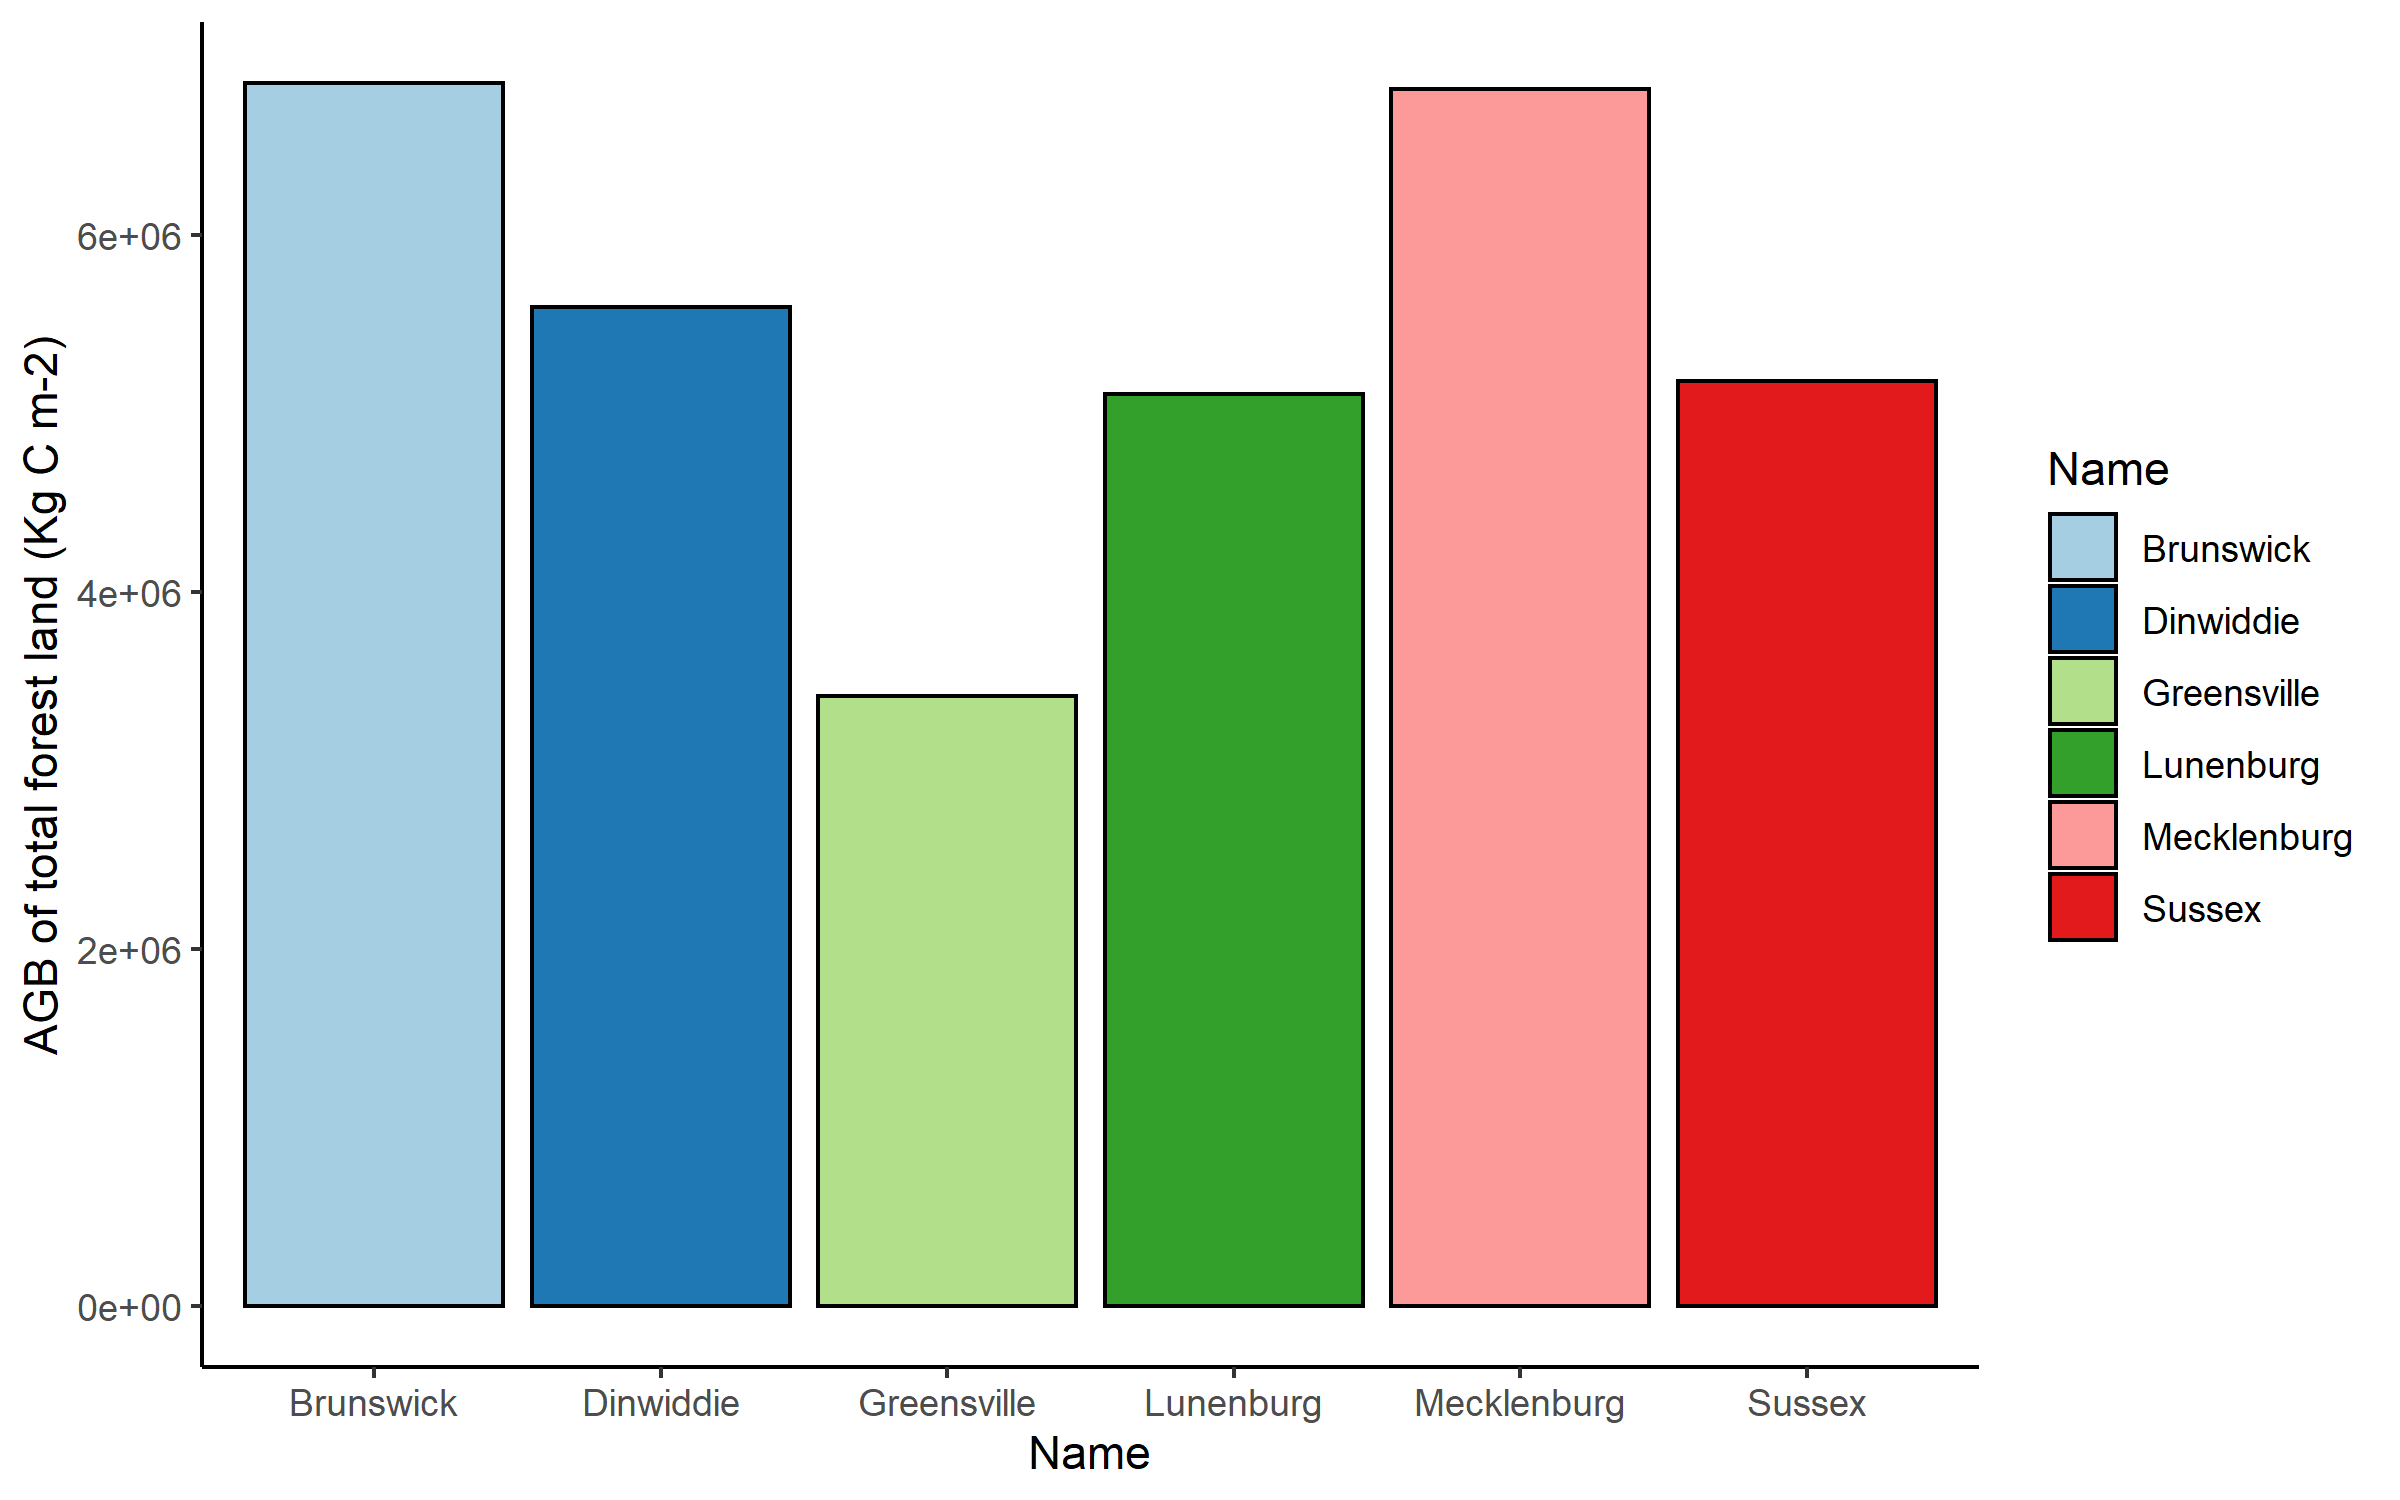 AGB of total forest land (Kg C m-2)
6e+06
4e+06
2e+06
0e+00
Brunswick
Dinwiddie
Greensville
Lunenburg
Mecklenburg
Sussex
Name
Name
Brunswick
Dinwiddie
Greensville
Lunenburg
Mecklenburg
Sussex